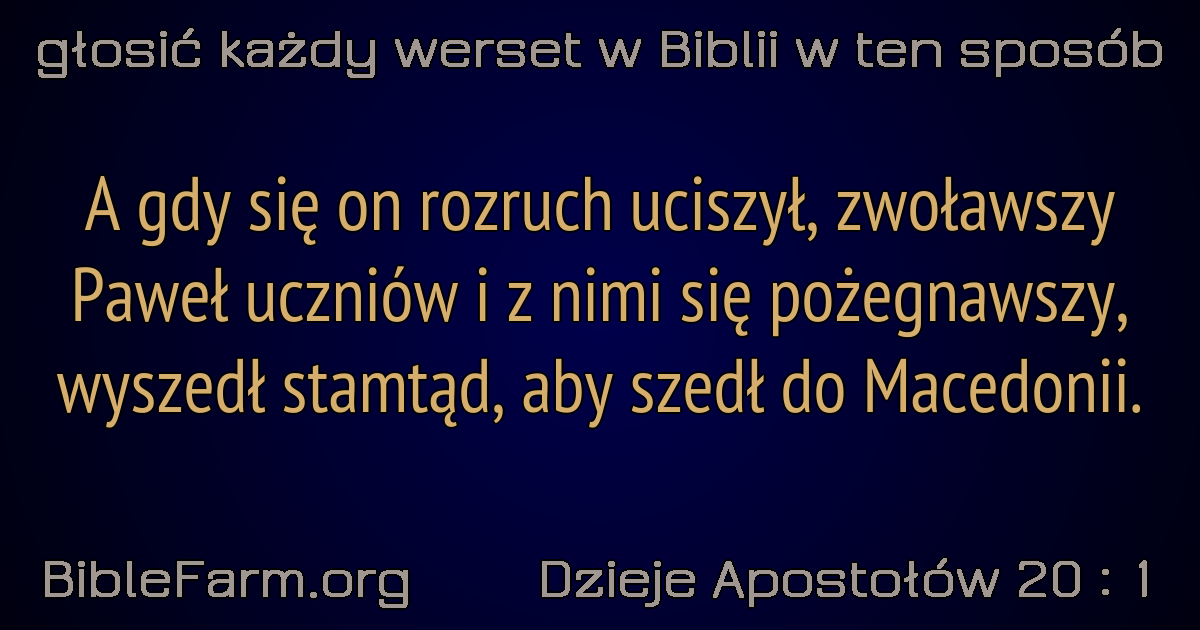 głosić każdy werset w Biblii w ten sposób
A gdy się on rozruch uciszył, zwoławszy
Paweł uczniów i z nimi się pożegnawszy,
wyszedł stamtąd, aby szedł do Macedonii.
BibleFarm.org Dzieje Apostołów 20 : 1